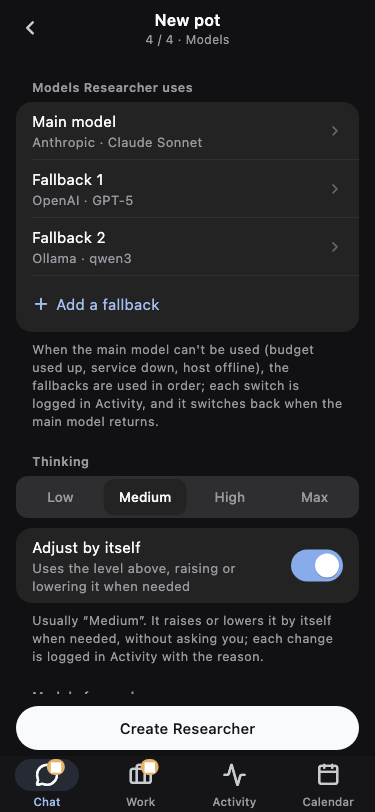 New pot
4 / 4 · Models
Models Researcher uses
Main model
Anthropic · Claude Sonnet
Fallback 1
OpenAI · GPT-5
Fallback 2
Ollama · qwen3
+ Add a fallback
When the main model can't be used (budget
used up, service down, host offline), the
fallbacks are used in order; each switch is
logged in Activity, and it switches back when the
main model returns.
Thinking
Low Medium High Max
Adjust by itself
Uses the level above, raising or
lowering it when needed
Usually “Medium”. It raises or lowers it by itself
when needed, without asking you; each change
is logged in Activity with the reason.
Create Researcher
Chat Work Activity Calendar